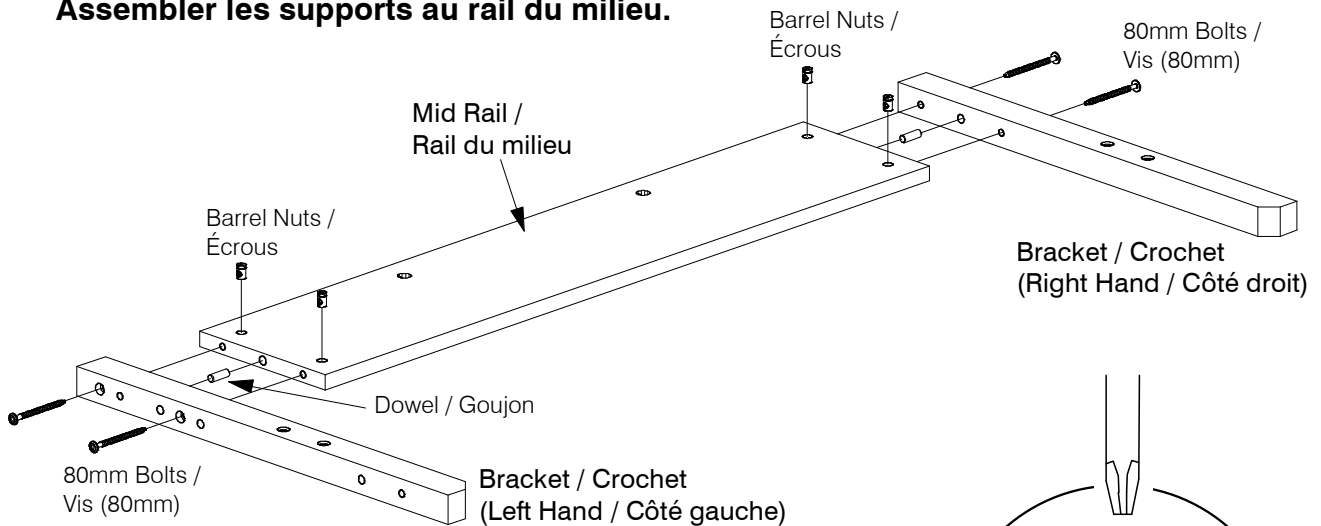 Assembler les supports au rail du milieu.
Barrel Nuts /
Écrous
80mm Bolts /
Vis (80mm)
Mid Rail /
Rail du milieu
Barrel Nuts /
Écrous
Bracket / Crochet
(Right Hand / Côté droit)
Dowel / Goujon
80mm Bolts /
Vis (80mm)
Bracket / Crochet
(Left Hand / Côté gauche)